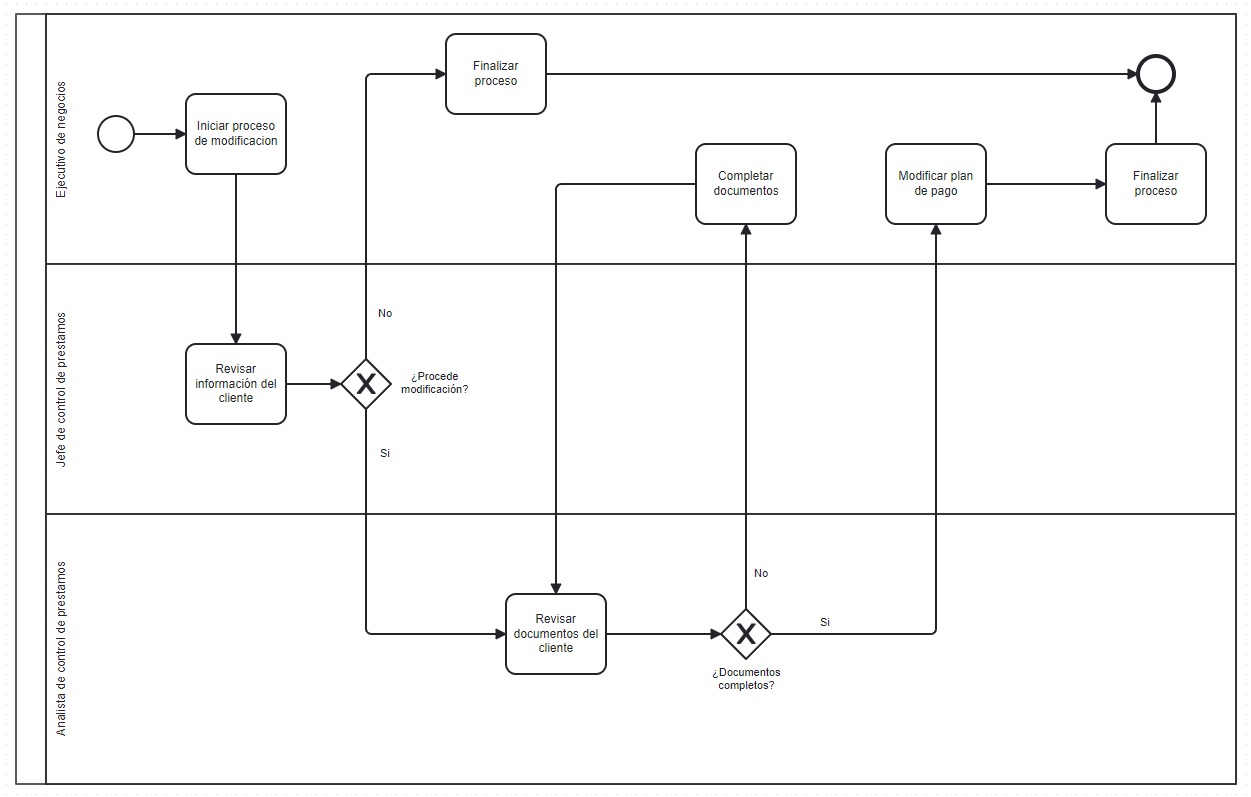 Ejecutivo de negocios
Iniciar proceso
de modificacion
Finalizar
proceso
Completar
documentos
Modificar plan
de pago
Finalizar
proceso
Jefe de control de prestamos
Revisar
información del
cliente
No
¿Procede
modificación?
Si
Analista de control de prestamos
Revisar
documentos del
cliente
No
Si
¿Documentos
completos?